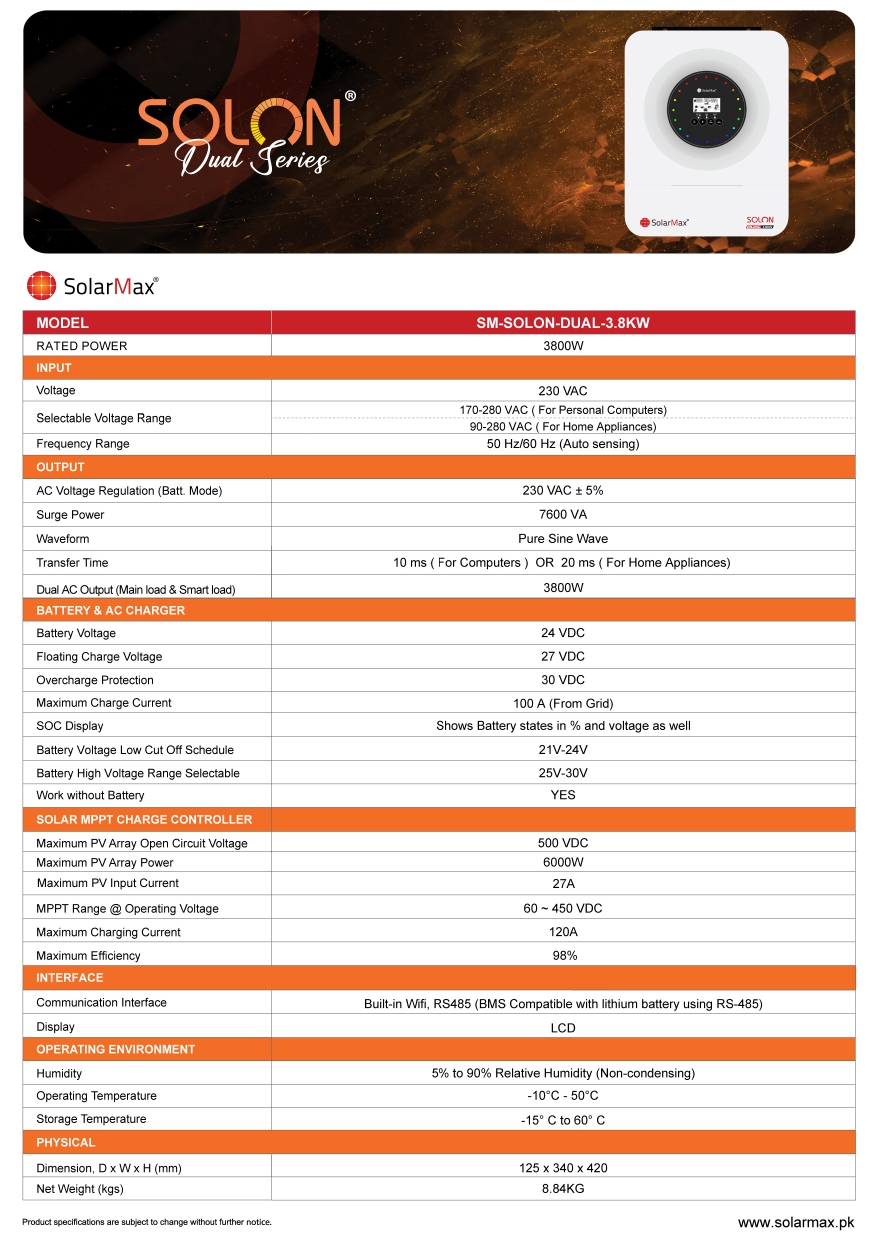 SOLON®
Dual Series
SolarMax®
SOLON
SolarMax®
MODEL SM-SOLON-DUAL-3.8KW
RATED POWER 3800W
INPUT
Voltage 230 VAC
Selectable Voltage Range 170-280 VAC ( For Personal Computers)
90-280 VAC ( For Home Appliances)
Frequency Range 50 Hz/60 Hz (Auto sensing)
OUTPUT
AC Voltage Regulation (Batt. Mode) 230 VAC ± 5%
Surge Power 7600 VA
Waveform Pure Sine Wave
Transfer Time 10 ms ( For Computers ) OR 20 ms ( For Home Appliances)
Dual AC Output (Main load & Smart load) 3800W
BATTERY & AC CHARGER
Battery Voltage 24 VDC
Floating Charge Voltage 27 VDC
Overcharge Protection 30 VDC
Maximum Charge Current 100 A (From Grid)
SOC Display Shows Battery states in % and voltage as well
Battery Voltage Low Cut Off Schedule 21V-24V
Battery High Voltage Range Selectable 25V-30V
Work without Battery YES
SOLAR MPPT CHARGE CONTROLLER
Maximum PV Array Open Circuit Voltage 500 VDC
Maximum PV Array Power 6000W
Maximum PV Input Current 27A
MPPT Range @ Operating Voltage 60 ~ 450 VDC
Maximum Charging Current 120A
Maximum Efficiency 98%
INTERFACE
Communication Interface Built-in Wifi, RS485 (BMS Compatible with lithium battery using RS-485)
Display LCD
OPERATING ENVIRONMENT
Humidity 5% to 90% Relative Humidity (Non-condensing)
Operating Temperature -10°C - 50°C
Storage Temperature -15° C to 60° C
PHYSICAL
Dimension, D x W x H (mm) 125 x 340 x 420
Net Weight (kgs) 8.84KG
Product specifications are subject to change without further notice.
www.solarmax.pk